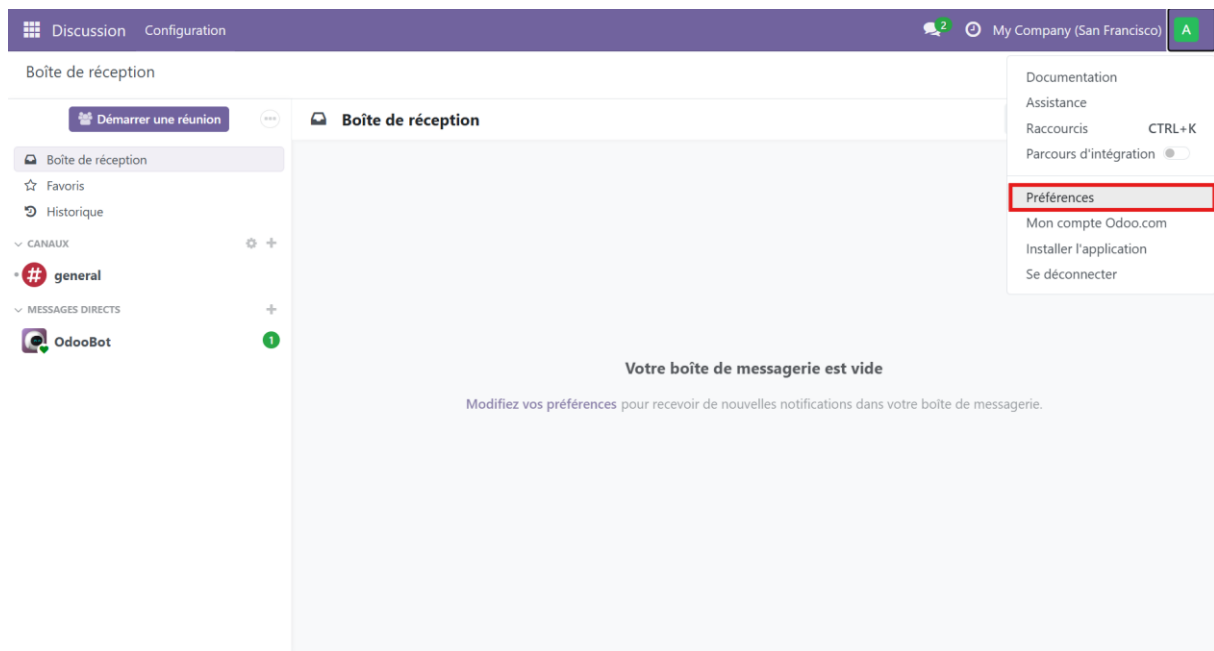 Discussion Configuration 2 My Company (San Francisco) A
Boîte de réception
Démarrer une réunion
Boîte de réception
Favoris
Historique
CANAUX
general
MESSAGES DIRECTS
OdooBot 1
Boîte de réception
Votre boîte de messagerie est vide
Modifiez vos préférences pour recevoir de nouvelles notifications dans votre boîte de messagerie.
Documentation
Assistance
Raccourcis CTRL+K
Parcours d'intégration
Préférences
Mon compte Odoo.com
Installer l'application
Se déconnecter